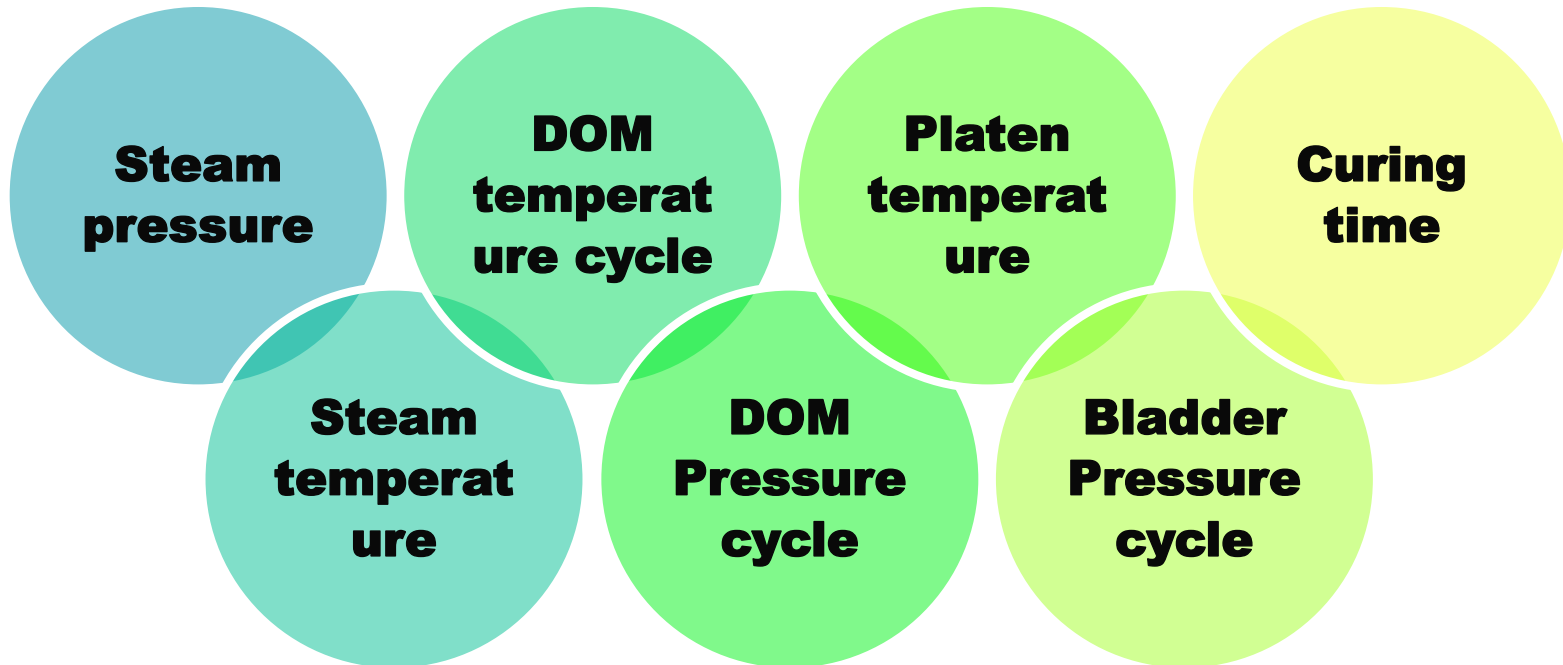 Steam
pressure
DOM
temperat
ure cycle
Platen
temperat
ure
Curing
time
Steam
temperat
ure
DOM
Pressure
cycle
Bladder
Pressure
cycle